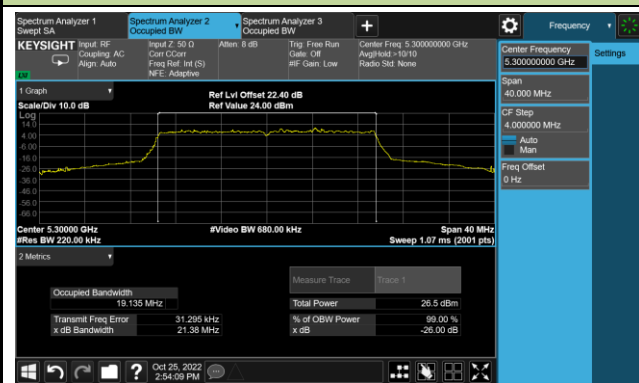 Spectrum Analyzer 1
Swept SA
Spectrum Analyzer 2
Occupied BW
Spectrum Analyzer 3
Occupied BW
+
Frequency
KEYSIGHT
Input: RF
Coupling: AC
Align: Auto
Input Z: 50 Ω
Corr CCorr
Freq Ref: Int (S)
NFE: Adaptive
Atten: 8 dB
Trig: Free Run
Gate: Off
#IF Gain: Low
Center Freq: 5.300000000 GHz
Avg|Hold:>10/10
Radio Std: None
Center Frequency
5.300000000 GHz
Settings
Span
40.000 MHz
CF Step
4.000000 MHz
Auto
Man
Freq Offset
0 Hz
1 Graph
Scale/Div 10.0 dB
Ref Lvl Offset 22.40 dB
Ref Value 24.00 dBm
Log
14.0
4.00
-6.00
-16.0
-26.0
-36.0
-46.0
-56.0
-66.0
Center 5.30000 GHz
#Res BW 220.00 kHz
#Video BW 680.00 kHz
Span 40 MHz
Sweep 1.07 ms (2001 pts)
2 Metrics
Measure Trace
Trace 1
Occupied Bandwidth
19.135 MHz
Total Power
26.5 dBm
Transmit Freq Error
31.295 kHz
% of OBW Power
99.00 %
x dB Bandwidth
21.38 MHz
x dB
-26.00 dB
?
Oct 25, 2022
2:54:09 PM